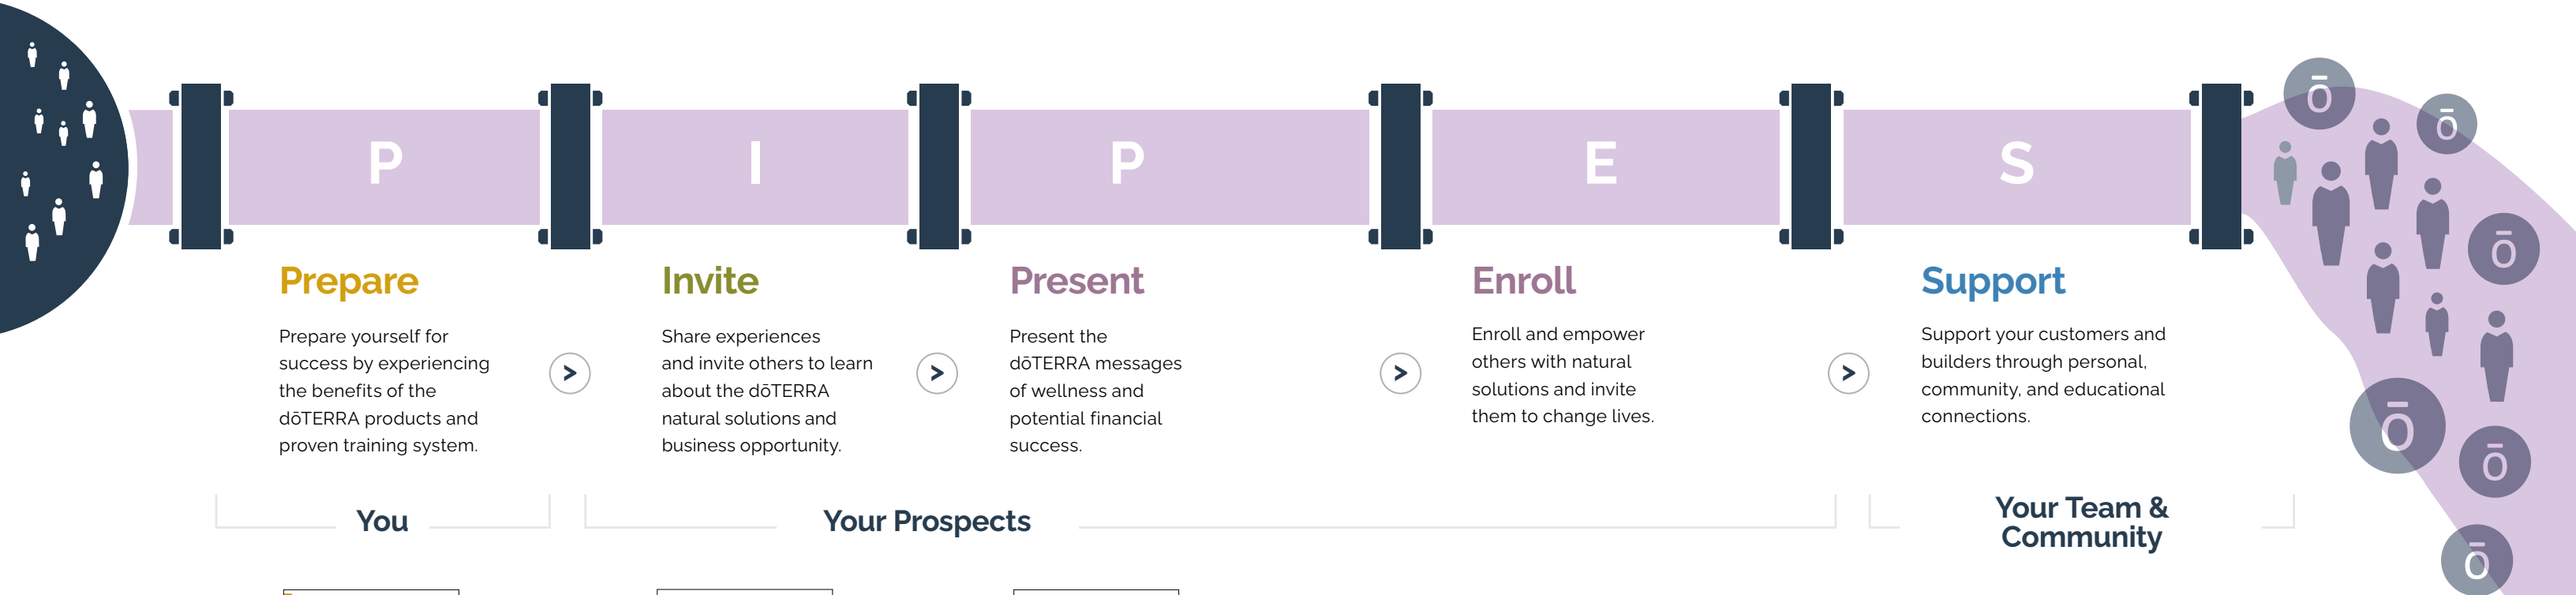 P I P E S
Prepare
Prepare yourself for
success by experiencing
the benefits of the
dōTERRA products and
proven training system.
>
Invite
Share experiences
and invite others to learn
about the dōTERRA
natural solutions and
business opportunity.
>
Present
Present the
dōTERRA messages
of wellness and
potential financial
success.
>
Enroll
Enroll and empower
others with natural
solutions and invite
them to change lives.
>
Support
Support your customers and
builders through personal,
community, and educational
connections.
You
Your Prospects
Your Team &
Community
ō
ō
ō
ō
ō
ō